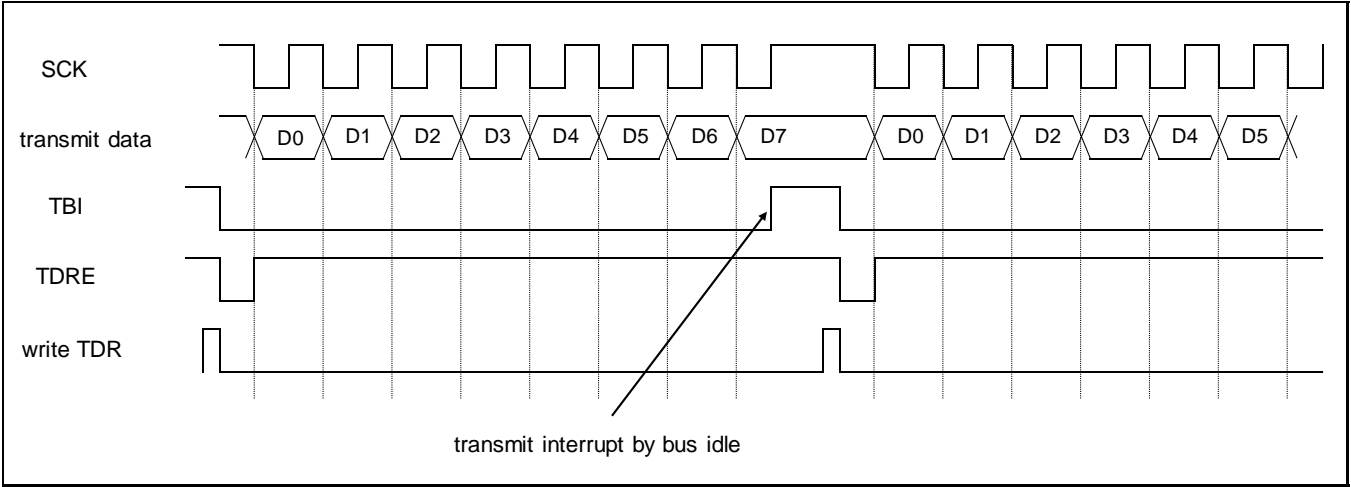 SCK
transmit data D0 D1 D2 D3 D4 D5 D6 D7 D0 D1 D2 D3 D4 D5
TBI
TDRE
write TDR
transmit interrupt by bus idle